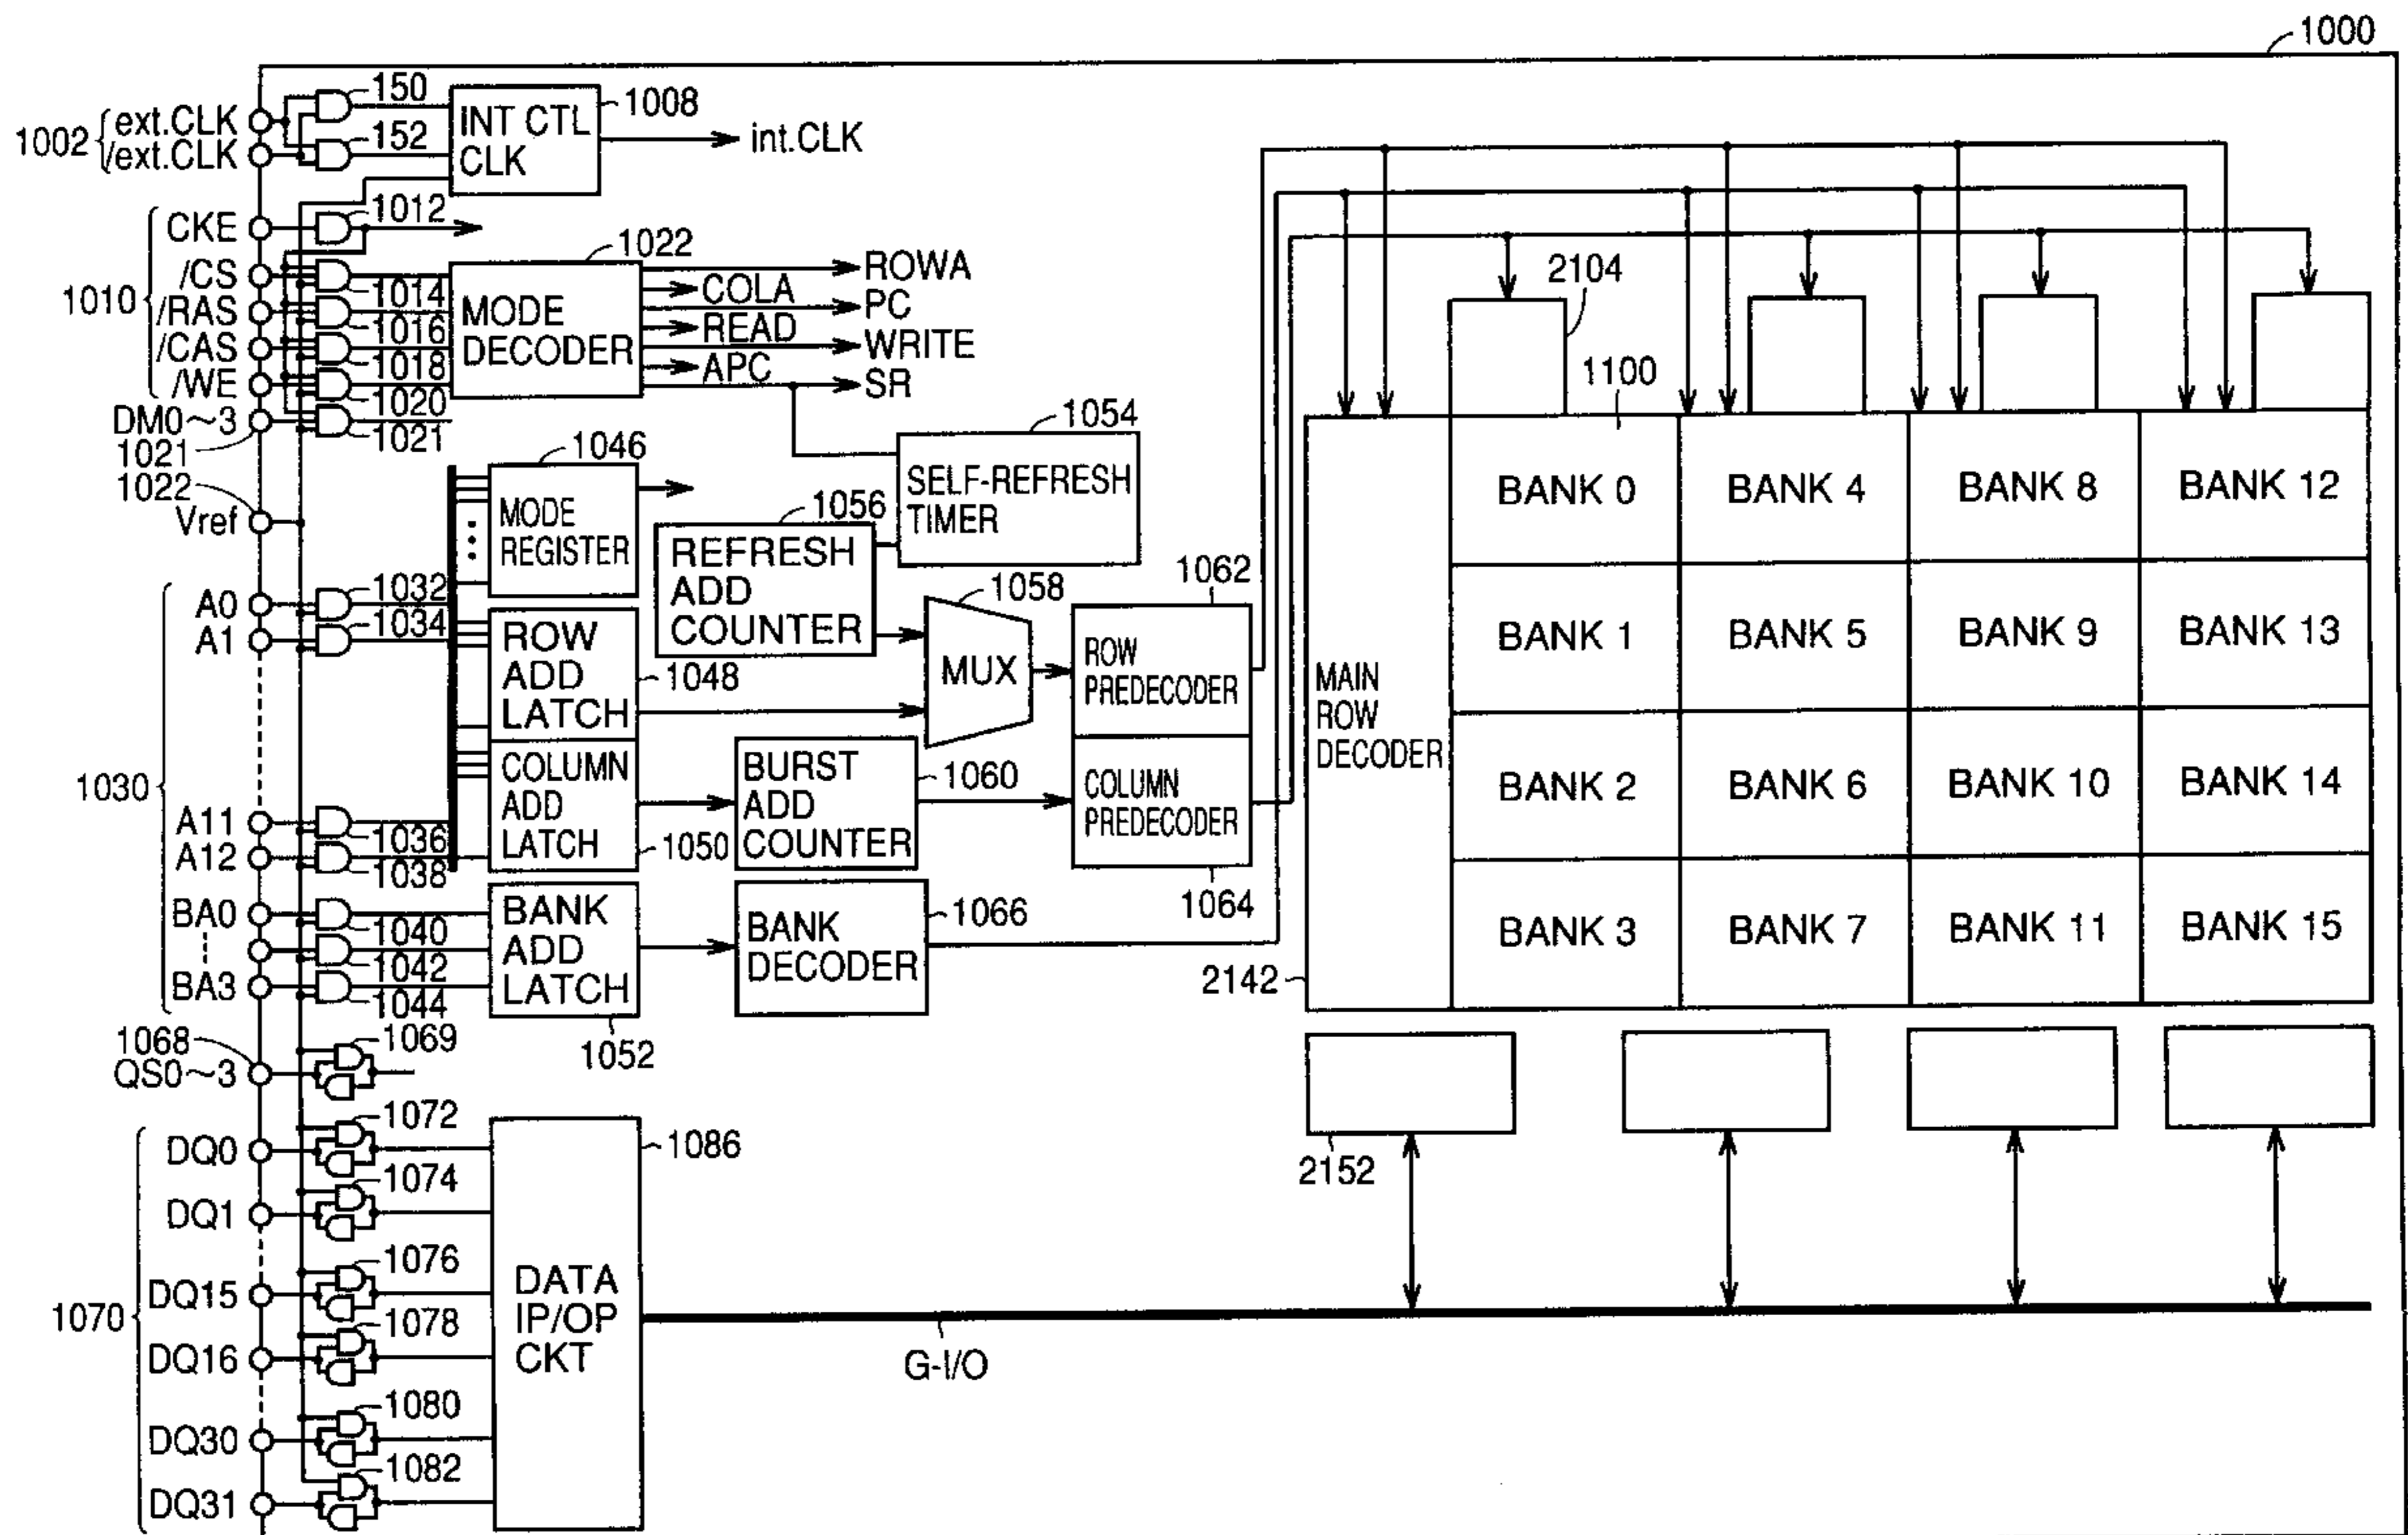 1000
ext.CLK
/ext.CLK
1002
150
152
INT CTL
CLK
1008
int.CLK
CKE
/CS
/RAS
/CAS
/WE
1010
1012
1014
1016
1018
1020
1021
DM0~3
1021
1022
Vref
MODE
DECODER
1022
ROWA
COLA
PC
READ
WRITE
APC
SR
1054
SELF-REFRESH
TIMER
1046
MODE
REGISTER
1056
REFRESH
ADD
COUNTER
1058
MUX
A0
A1
A11
A12
BA0
BA3
1030
1032
1034
1036
1038
1040
1042
1044
ROW
ADD
LATCH
1048
COLUMN
ADD
LATCH
1050
BURST
ADD
COUNTER
1060
1062
ROW
PREDECODER
COLUMN
PREDECODER
1064
BANK
ADD
LATCH
1052
BANK
DECODER
1066
2104
1100
MAIN
ROW
DECODER
2142
BANK 0
BANK 4
BANK 8
BANK 12
BANK 1
BANK 5
BANK 9
BANK 13
BANK 2
BANK 6
BANK 10
BANK 14
BANK 3
BANK 7
BANK 11
BANK 15
2152
1068
QS0~3
1069
DQ0
DQ1
DQ15
DQ16
DQ30
DQ31
1070
1072
1074
1076
1078
1080
1082
DATA
IP/OP
CKT
1086
G-I/O